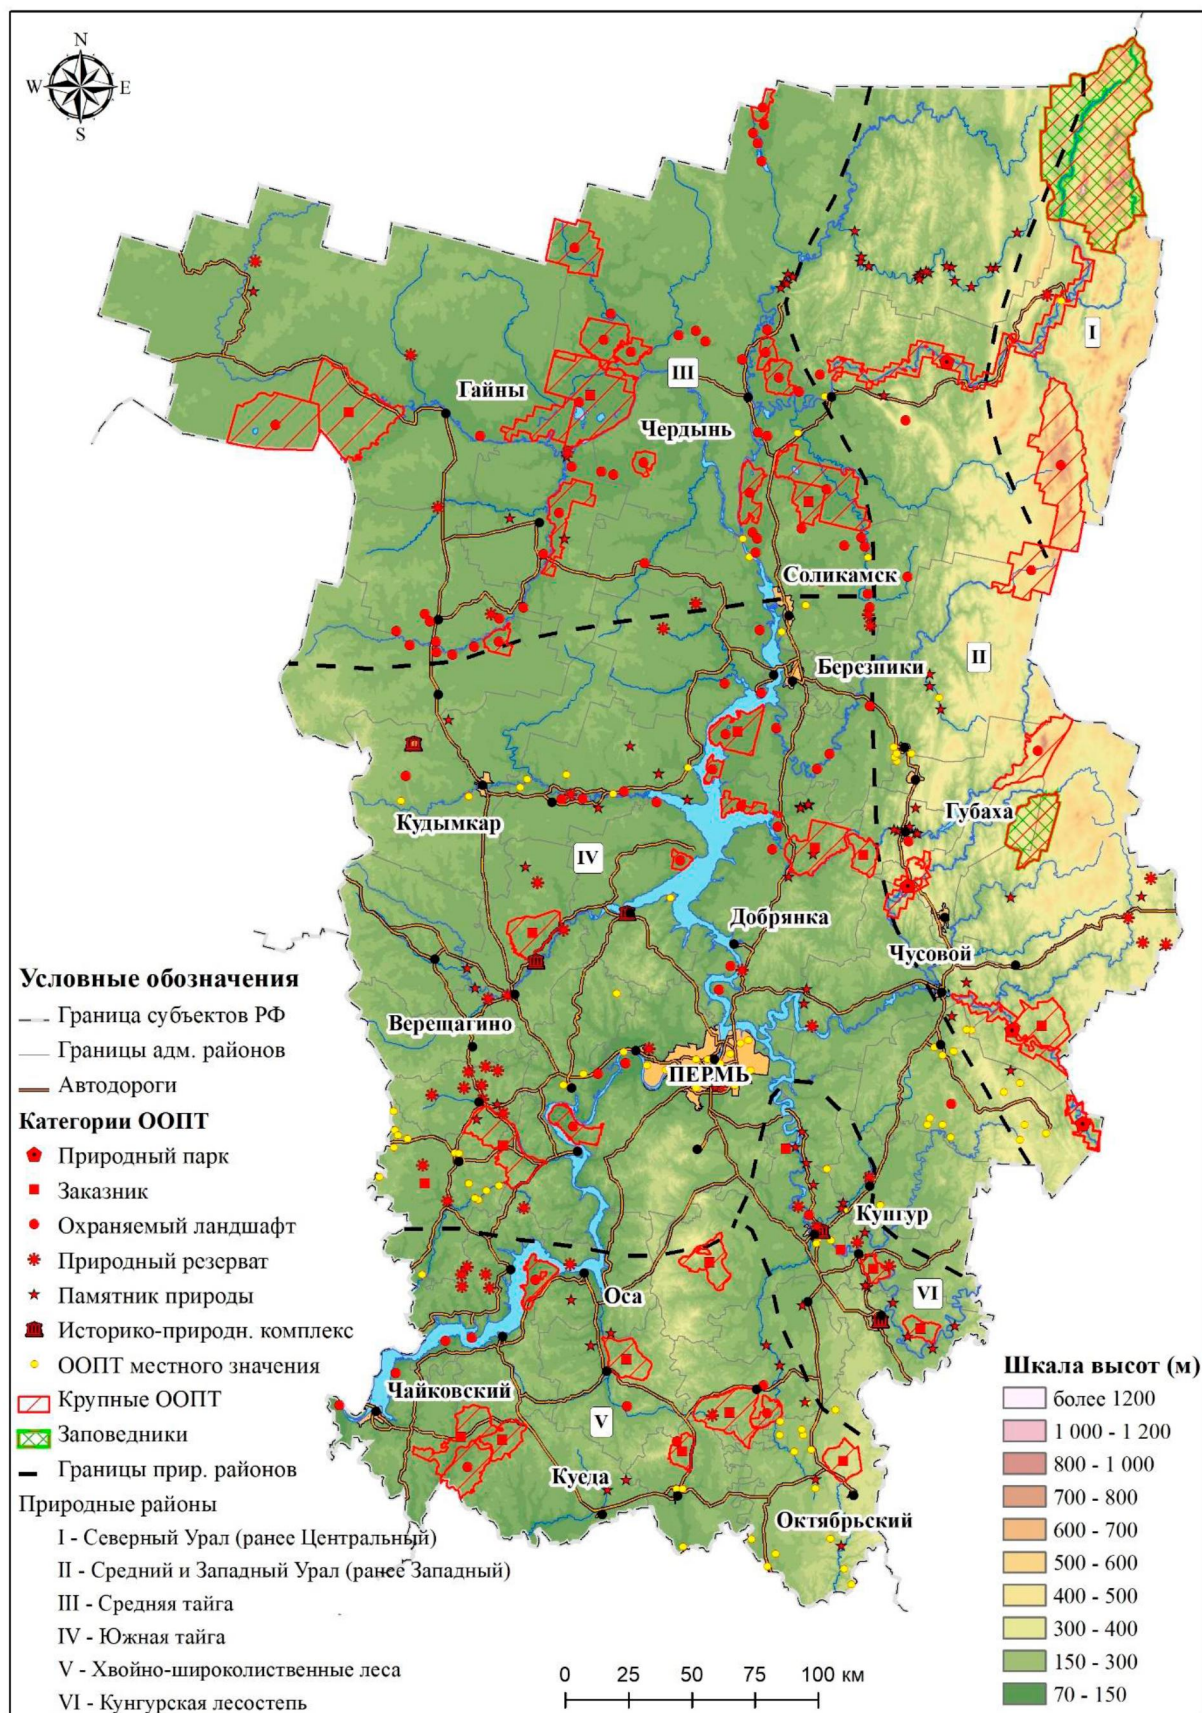 N
W E
S
I
III
Гайны
Чердынь
Соликамск
II
Березники
Губаха
Кудымкар
IV
Добрянка
Чусовой
Верещагино
ПЕРМЬ
Кунгур
VI
Оса
Чайковский
V
Куеда
Октябрьский
Условные обозначения
Граница субъектов РФ
Границы адм. районов
Автодороги
Категории ООПТ
Природный парк
Заказник
Охраняемый ландшафт
Природный резерват
Памятник природы
Историко-природн. комплекс
ООПТ местного значения
Крупные ООПТ
Заповедники
Границы прир. районов
Природные районы
I - Северный Урал (ранее Центральный)
II - Средний и Западный Урал (ранее Западный)
III - Средняя тайга
IV - Южная тайга
V - Хвойно-широколиственные леса
VI - Кунгурская лесостепь
0 25 50 75 100 км
Шкала высот (м)
более 1200
1 000 - 1 200
800 - 1 000
700 - 800
600 - 700
500 - 600
400 - 500
300 - 400
150 - 300
70 - 150